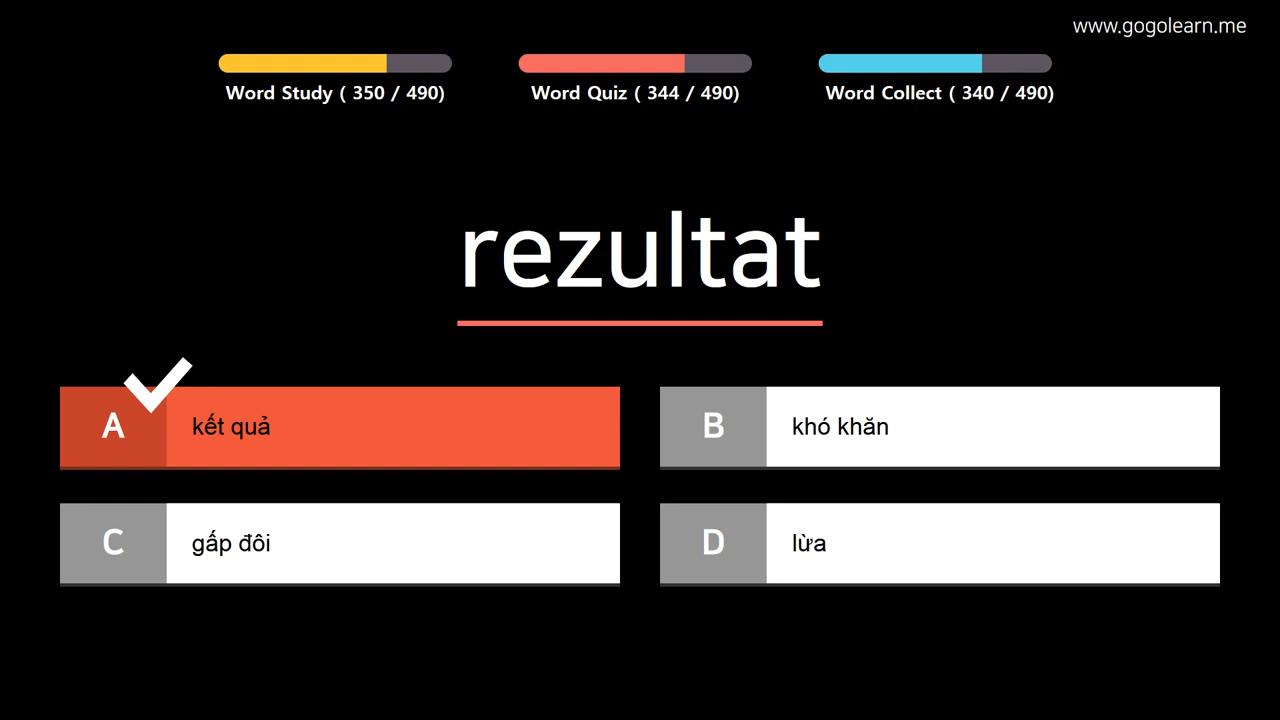 www.gogolearn.me
Word Study ( 350 / 490)
Word Quiz ( 344 / 490)
Word Collect ( 340 / 490)
rezultat
A kết quả
B khó khăn
C gấp đôi
D lừa